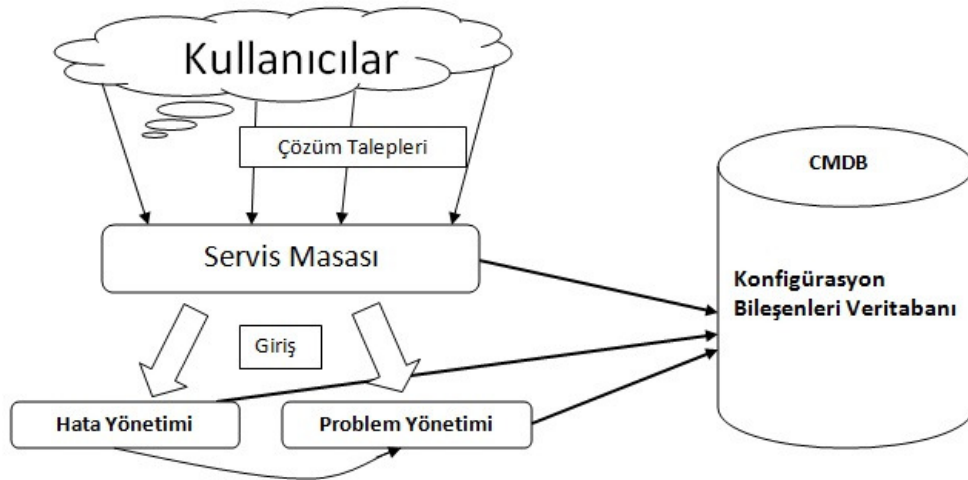 Kullanıcılar
Çözüm Talepleri
CMDB
Servis Masası
Konfigürasyon
Bileşenleri Veritabanı
Giriş
Hata Yönetimi
Problem Yönetimi